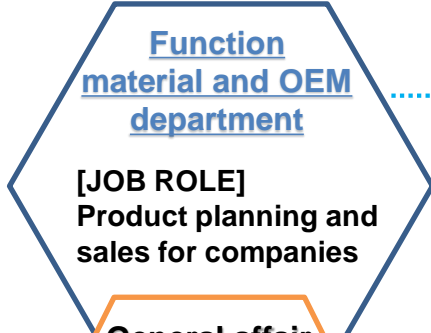 Function
material and OEM
department
[JOB ROLE]
Product planning and
sales for companies
General affair